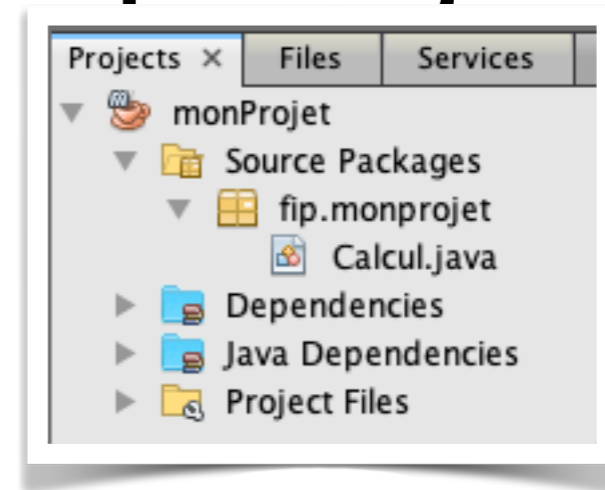 Projects × Files Services
monProjet
Source Packages
fip.monprojet
Calcul.java
Dependencies
Java Dependencies
Project Files